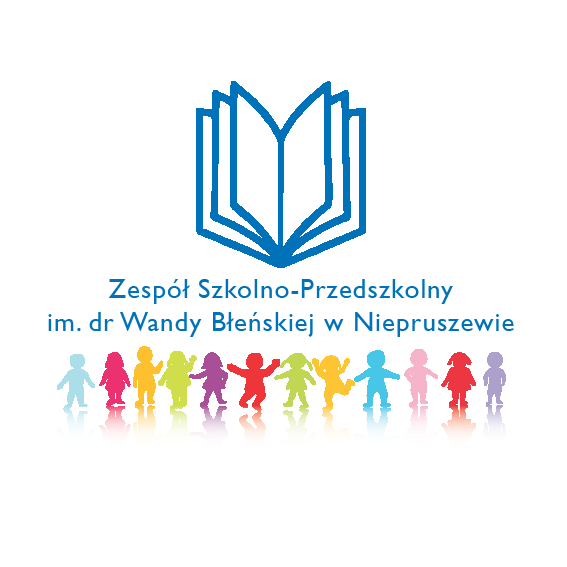 Zespół Szkolno-Przedszkolny
im. dr Wandy Błeńskiej w Niepruszewie